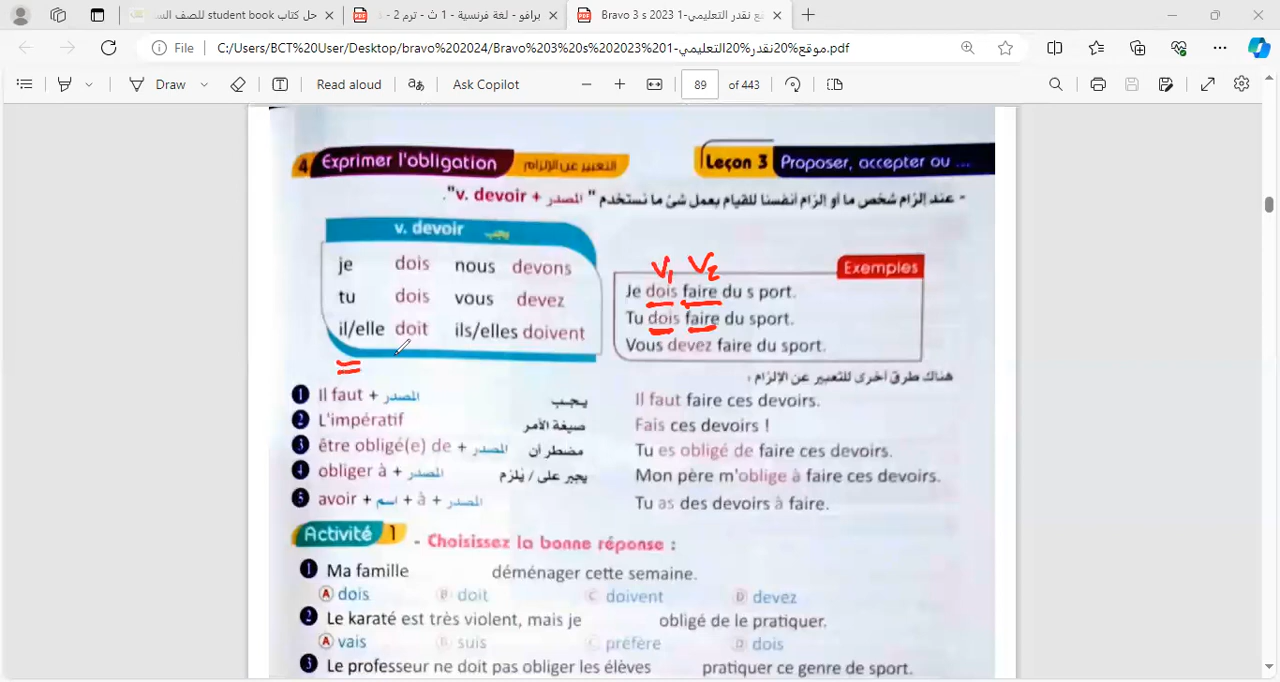 حل كتاب student book للصف الس
برافو - لغة فرنسية - 1 ث - ترم 2 -
Bravo 3 s 2023 1-قع نقدر التعليمي
File
C:/Users/BCT%20User/Desktop/bravo%202024/Bravo%203%20s%202023%201-موقع%20نقدر%20التعليمي.pdf
Draw
Read aloud
Ask Copilot
89 of 443
4 Exprimer l'obligation التعبير عن الإلزام
Leçon 3 Proposer, accepter ou ...
- عند إلزام شخص ما أو إلزام أنفسنا للقيام بعمل شئ ما نستخدم " المصدر + v. devoir".
v. devoir يجب
je dois nous devons
tu dois vous devez
il/elle doit ils/elles doivent
V1 V2
Exemples
Je dois faire du s port.
Tu dois faire du sport.
Vous devez faire du sport.
هناك طرق أخرى للتعبير عن الإلزام :
1 Il faut + المصدر يجب Il faut faire ces devoirs.
2 L'impératif صيغة الأمر Fais ces devoirs !
3 être obligé(e) de + المصدر مضطر أن Tu es obligé de faire ces devoirs.
4 obliger à + المصدر يجبر على / يُلزم Mon père m'oblige à faire ces devoirs.
5 avoir + اسم + à + المصدر Tu as des devoirs à faire.
Activité 1 - Choisissez la bonne réponse :
1 Ma famille déménager cette semaine.
A dois B doit C doivent D devez
2 Le karaté est très violent, mais je obligé de le pratiquer.
A vais B suis C préfère D dois
3 Le professeur ne doit pas obliger les élèves pratiquer ce genre de sport.